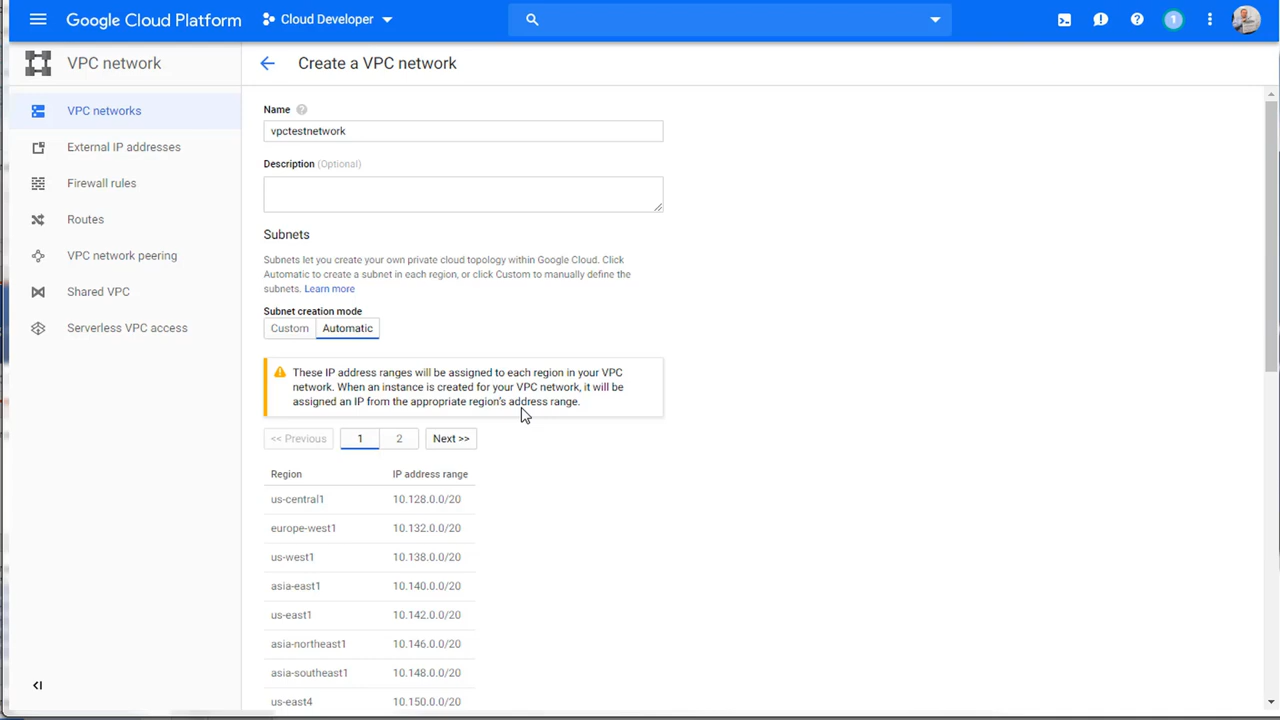 Google Cloud Platform
Cloud Developer
1
VPC network
Create a VPC network
VPC networks
External IP addresses
Firewall rules
Routes
VPC network peering
Shared VPC
Serverless VPC access
Name
vpctestnetwork
Description (Optional)
Subnets
Subnets let you create your own private cloud topology within Google Cloud. Click
Automatic to create a subnet in each region, or click Custom to manually define the
subnets. Learn more
Subnet creation mode
Custom Automatic
These IP address ranges will be assigned to each region in your VPC
network. When an instance is created for your VPC network, it will be
assigned an IP from the appropriate region's address range.
<< Previous 1 2 Next >>
Region IP address range
us-central1 10.128.0.0/20
europe-west1 10.132.0.0/20
us-west1 10.138.0.0/20
asia-east1 10.140.0.0/20
us-east1 10.142.0.0/20
asia-northeast1 10.146.0.0/20
asia-southeast1 10.148.0.0/20
us-east4 10.150.0.0/20